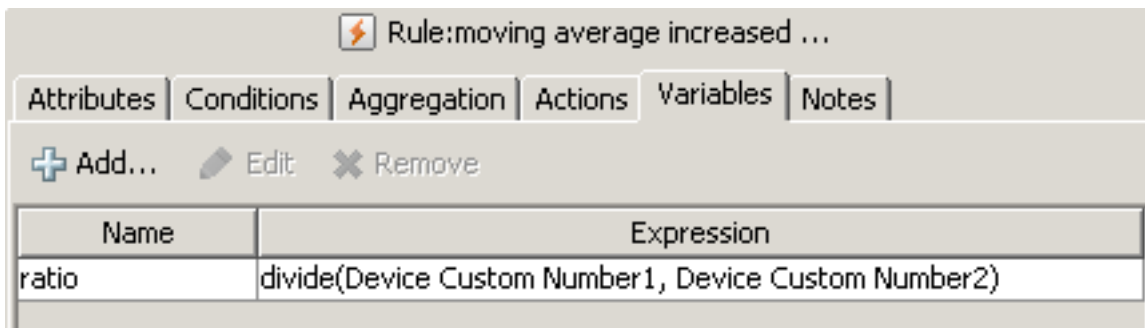 Rule:moving average increased ...
Attributes Conditions Aggregation Actions Variables Notes
Add... Edit Remove
Name Expression
ratio divide(Device Custom Number1, Device Custom Number2)